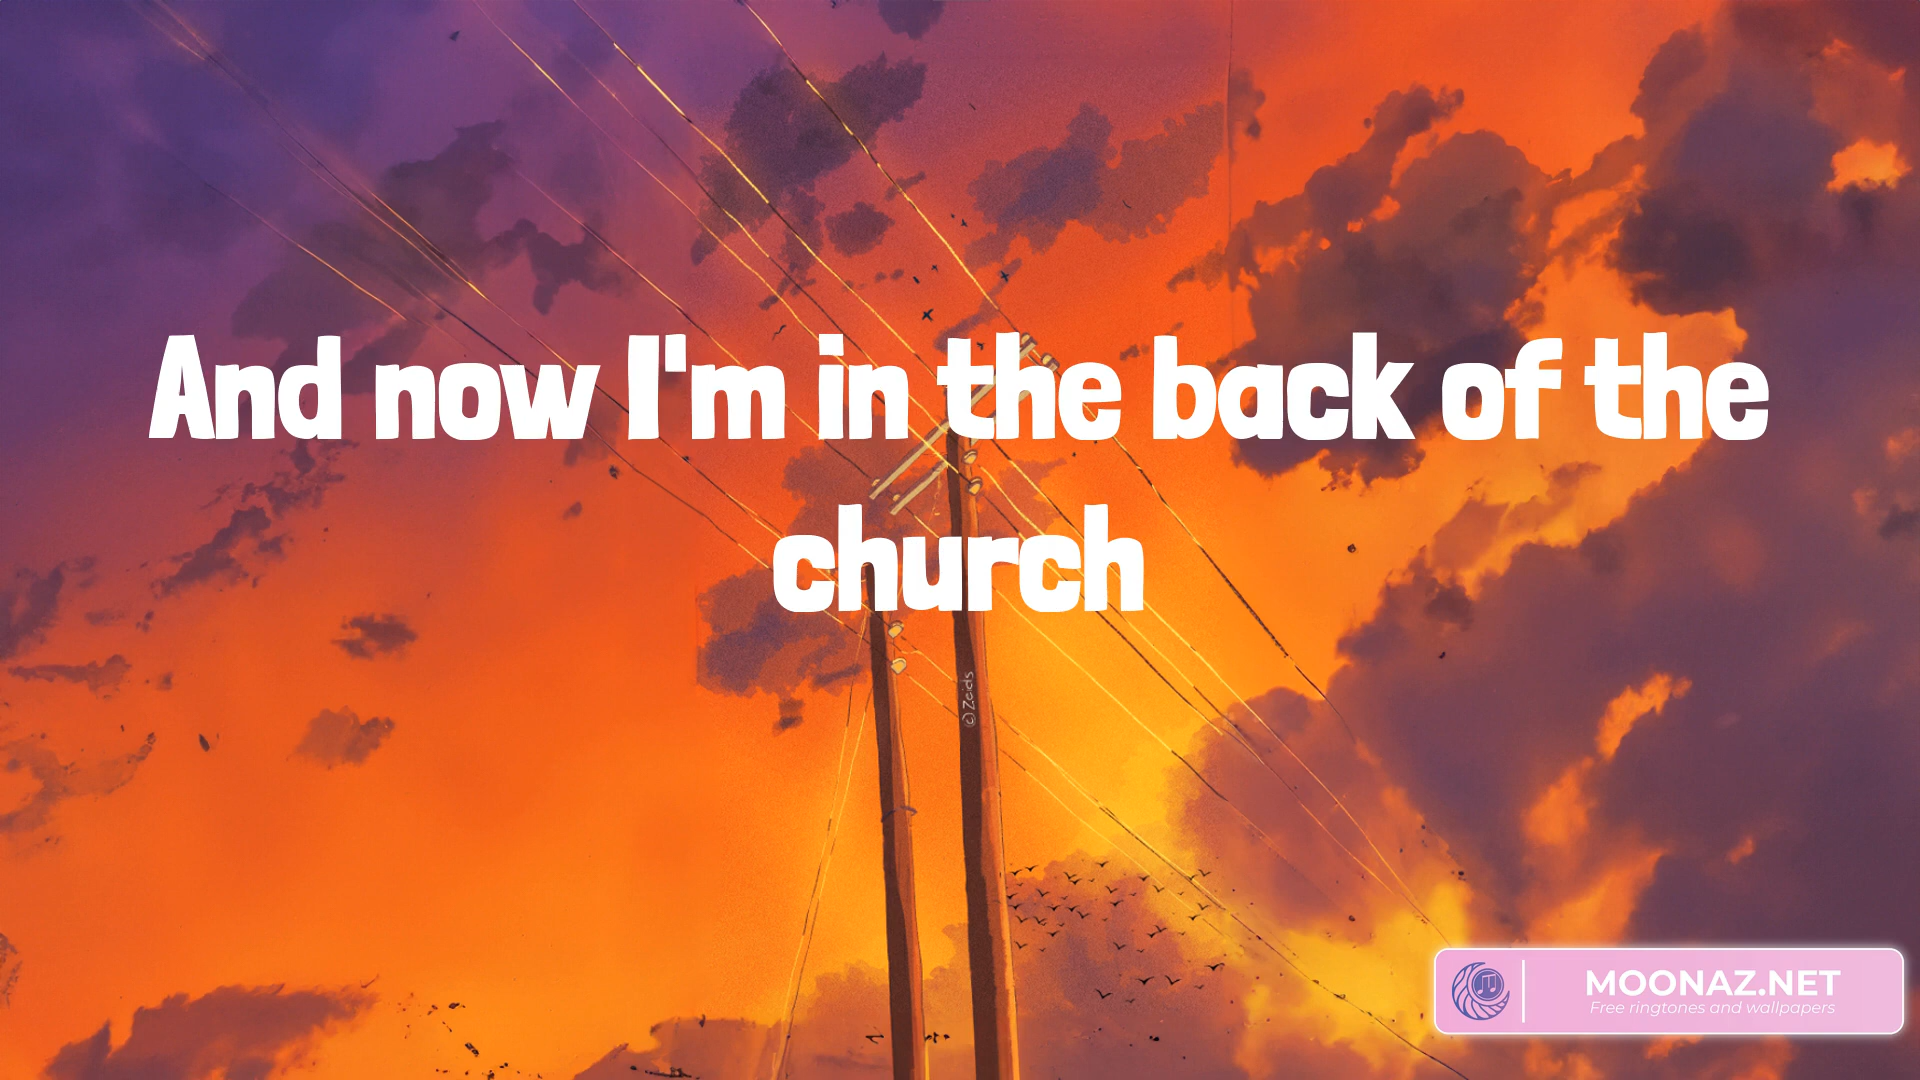 And now I'm in the back of the
church
c) Zeids
MOONAZ.NET
Free ringtones and wallpapers